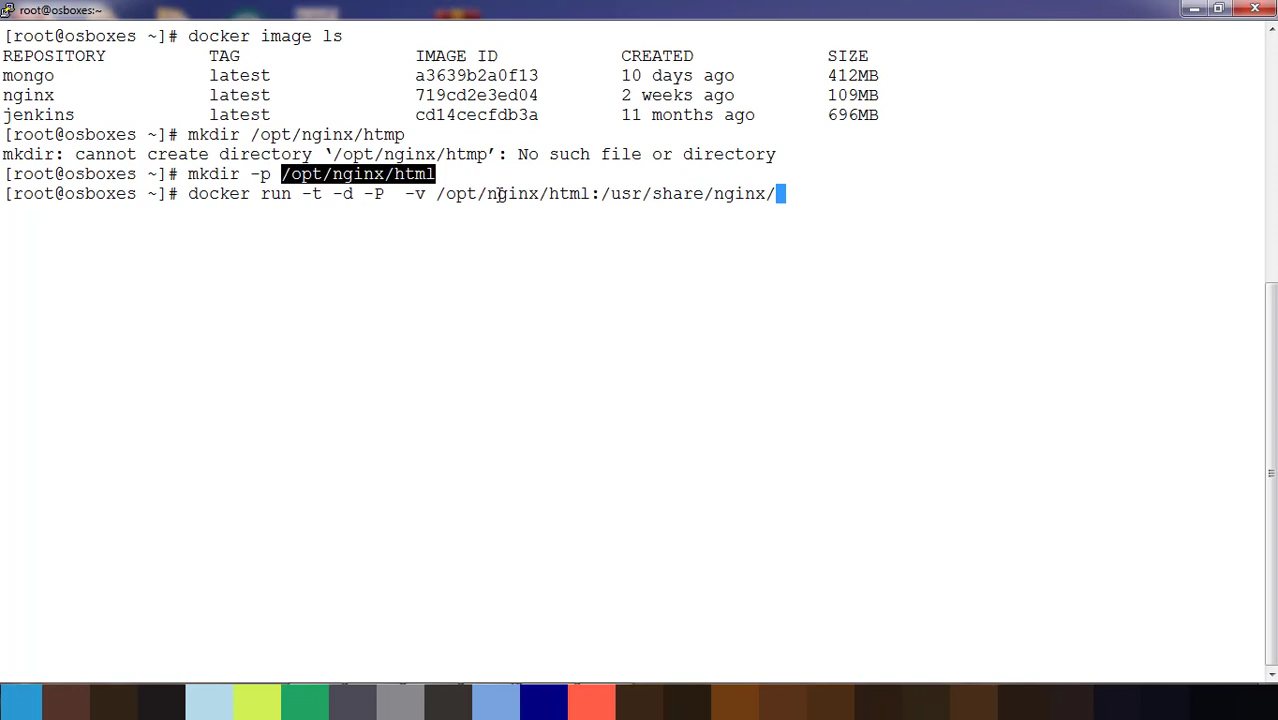 root@osboxes:~
[root@osboxes ~]# docker image ls
REPOSITORY TAG IMAGE ID CREATED SIZE
mongo latest a3639b2a0f13 10 days ago 412MB
nginx latest 719cd2e3ed04 2 weeks ago 109MB
jenkins latest cd14cecfdb3a 11 months ago 696MB
[root@osboxes ~]# mkdir /opt/nginx/htmp
mkdir: cannot create directory ‘/opt/nginx/htmp’: No such file or directory
[root@osboxes ~]# mkdir -p /opt/nginx/html
[root@osboxes ~]# docker run -t -d -P  -v /opt/nginx/html:/usr/share/nginx/